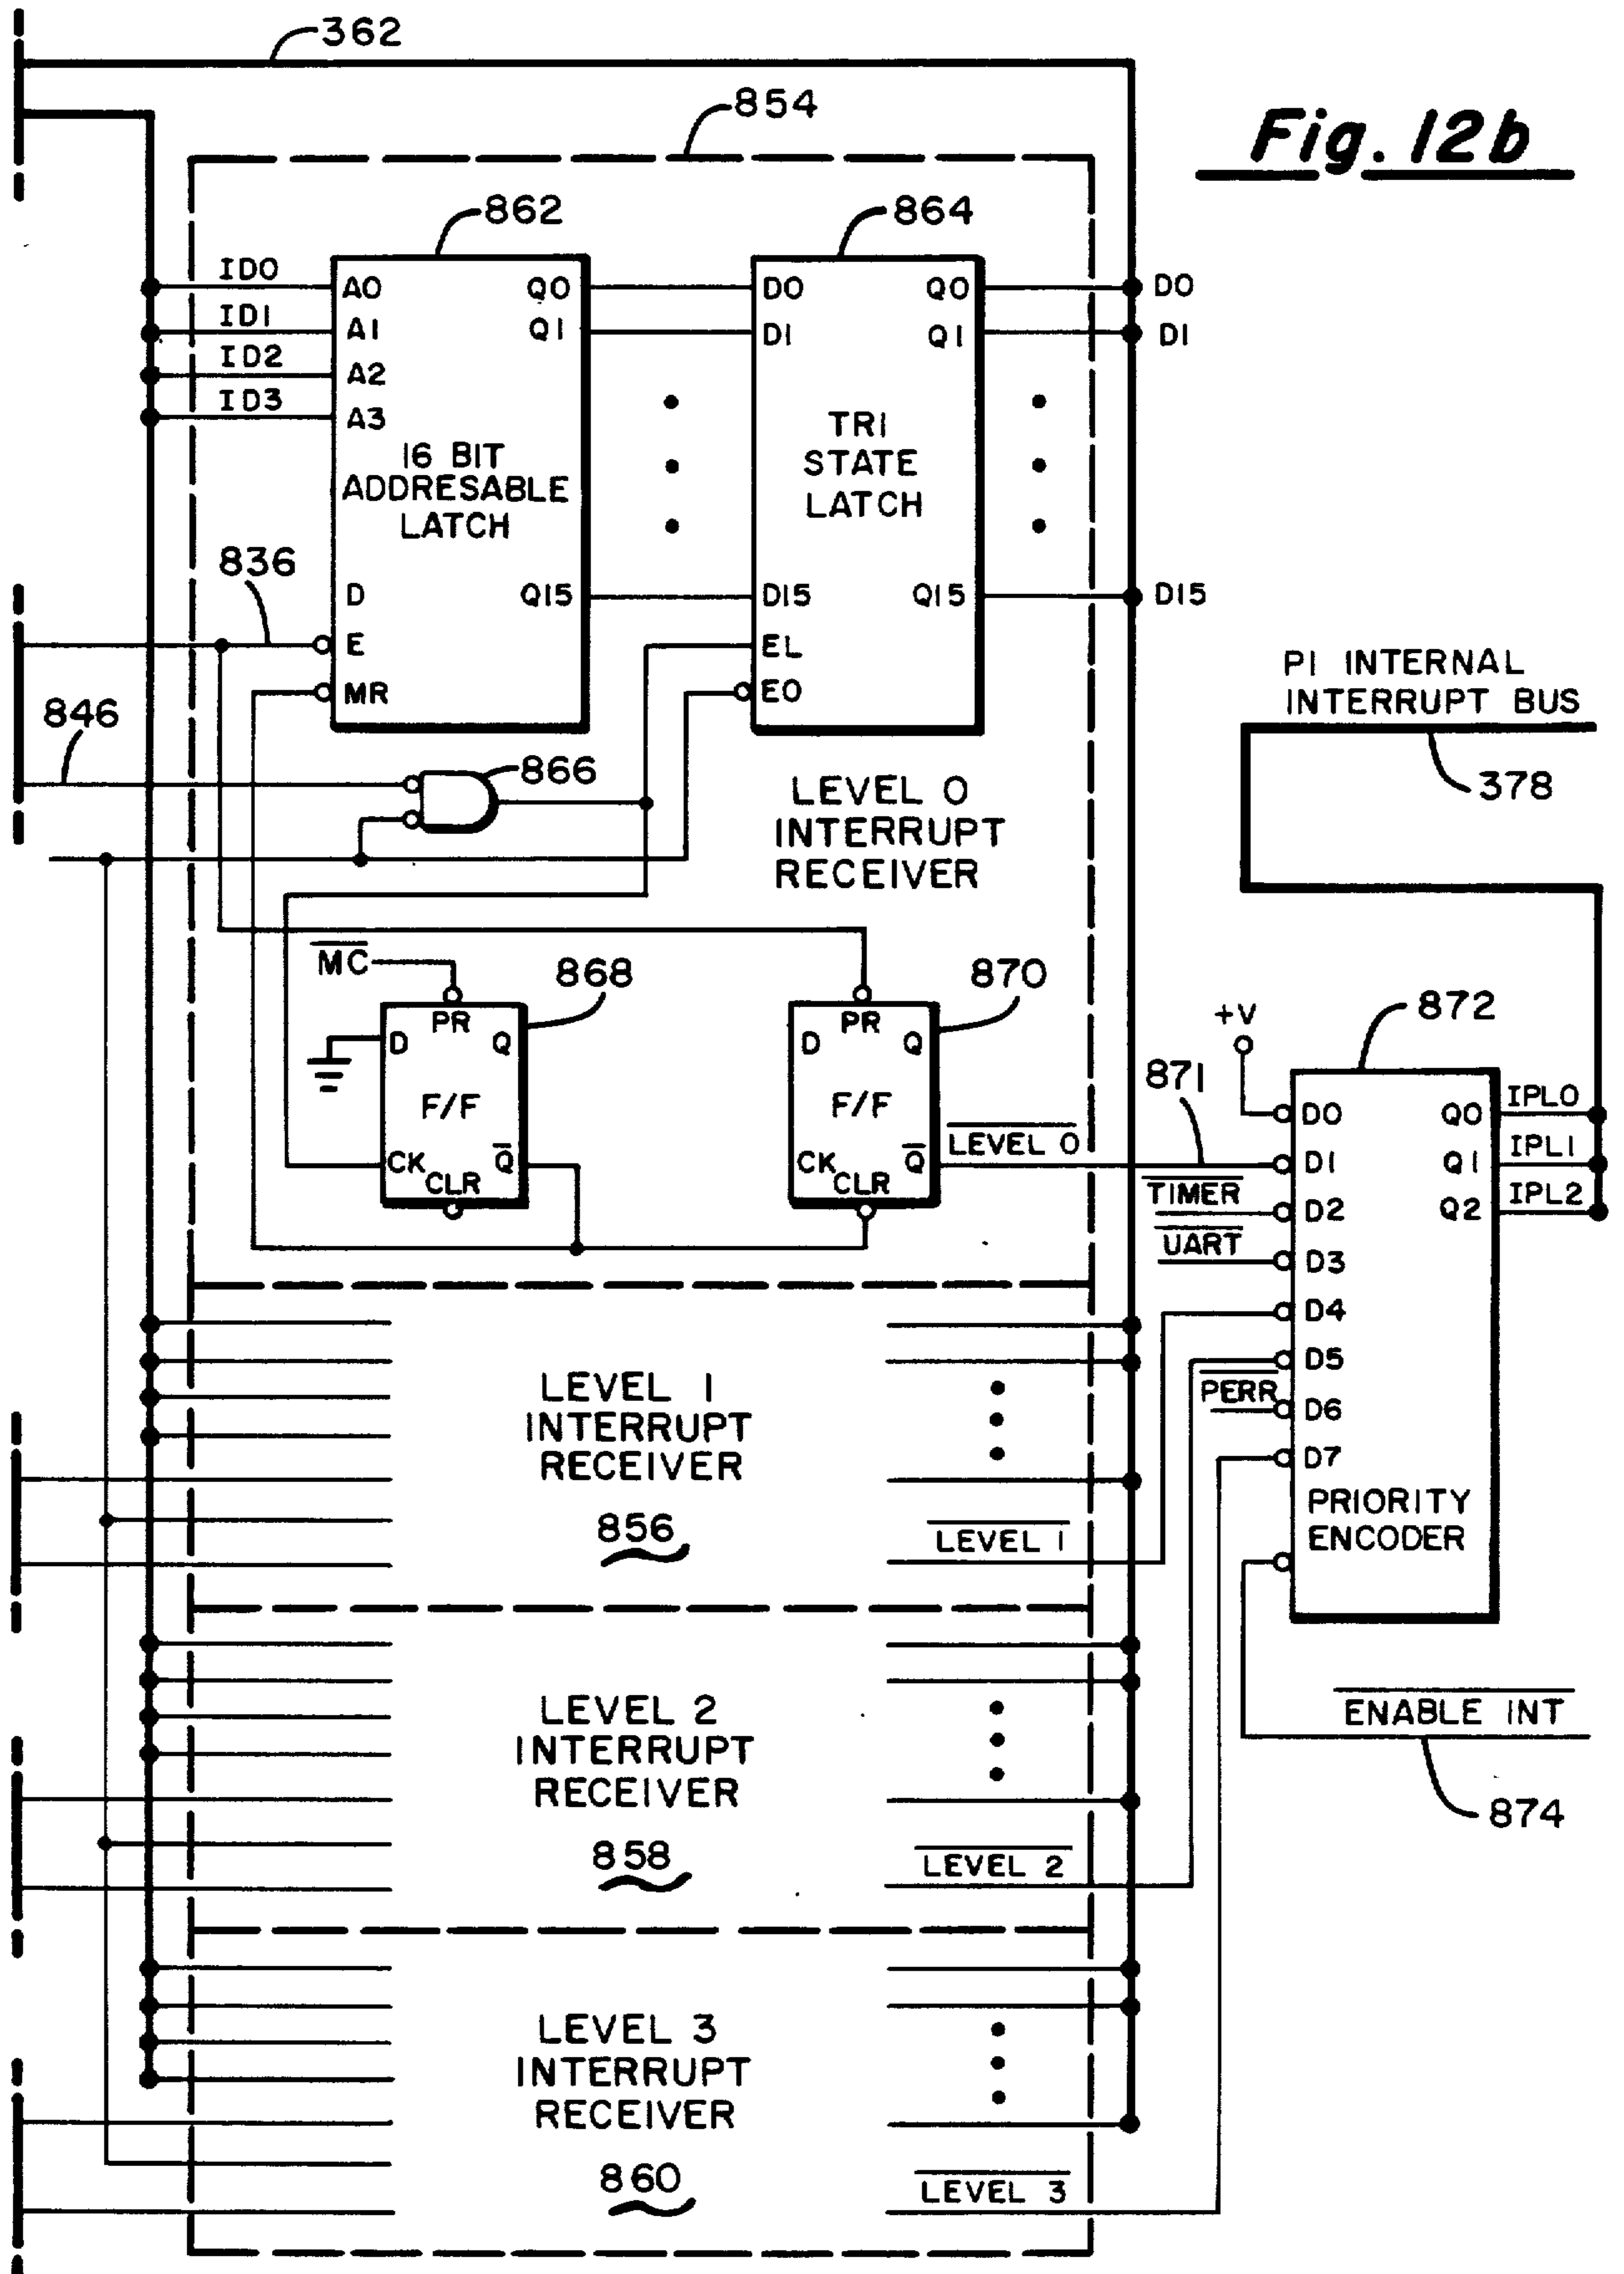 362
854
Fig. 12b
862
864
ID0
A0
Q0
D0
Q0
D0
ID1
A1
Q1
D1
Q1
D1
ID2
A2
ID3
A3
16 BIT
ADDRESABLE
LATCH
TRI
STATE
LATCH
836
D
Q15
D15
Q15
D15
E
EL
MR
EO
PI INTERNAL
INTERRUPT BUS
846
866
378
LEVEL 0
INTERRUPT
RECEIVER
MC
868
870
PR
D
Q
F/F
CK
Q
CLR
PR
D
Q
F/F
CK
Q
CLR
LEVEL 0
871
+V
872
D0
Q0
IPL0
D1
Q1
IPL1
TIMER
D2
Q2
IPL2
UART
D3
D4
D5
PERR
D6
D7
PRIORITY
ENCODER
LEVEL 1
INTERRUPT
RECEIVER
856
LEVEL 1
LEVEL 2
INTERRUPT
RECEIVER
858
LEVEL 2
ENABLE INT
874
LEVEL 3
INTERRUPT
RECEIVER
860
LEVEL 3